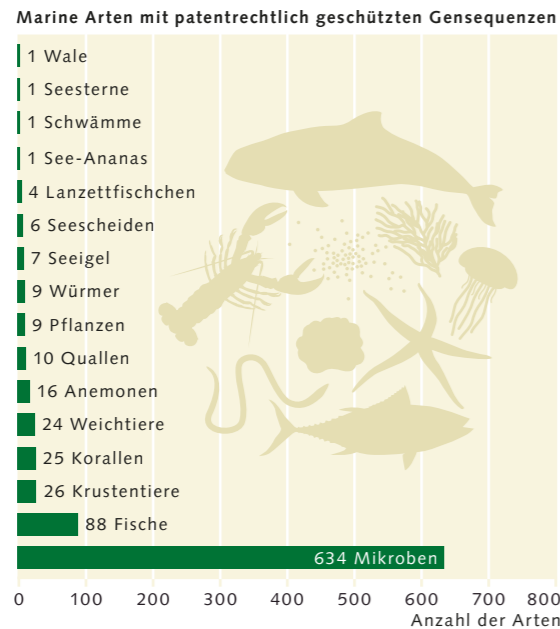 Marine Arten mit patentrechtlich geschützten Gensequenzen
1 Wale
1 Seesterne
1 Schwämme
1 See-Ananas
4 Lanzettfischchen
6 Seescheiden
7 Seeigel
9 Würmer
9 Pflanzen
10 Quallen
16 Anemonen
24 Weichtiere
25 Korallen
26 Krustentiere
88 Fische
634 Mikroben
0 100 200 300 400 500 600 700 800
Anzahl der Arten